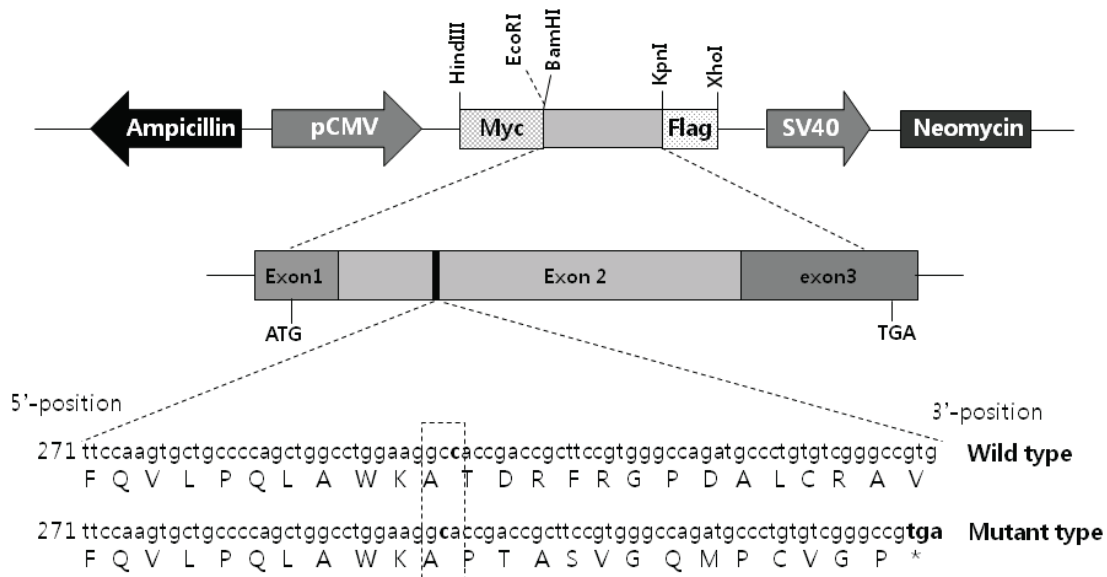 HindIII
EcoRI
BamHI
KpnI
XhoI
Ampicillin
pCMV
Myc
Flag
SV40
Neomycin
Exon1
Exon 2
exon3
ATG
TGA
5'-position
3'-position
271 ttccaagtgctgccccagctggcctggaaggccaccgaccgcttccgtgggccagatgccctgtgtcgggccgtg Wild type
F Q V L P Q L A W K A T D R F R G P D A L C R A V
271 ttccaagtgctgccccagctggcctggaaggcaccgaccgcttccgtgggccagatgccctgtgtcgggccgtga Mutant type
F Q V L P Q L A W K A P T A S V G Q M P C V G P *